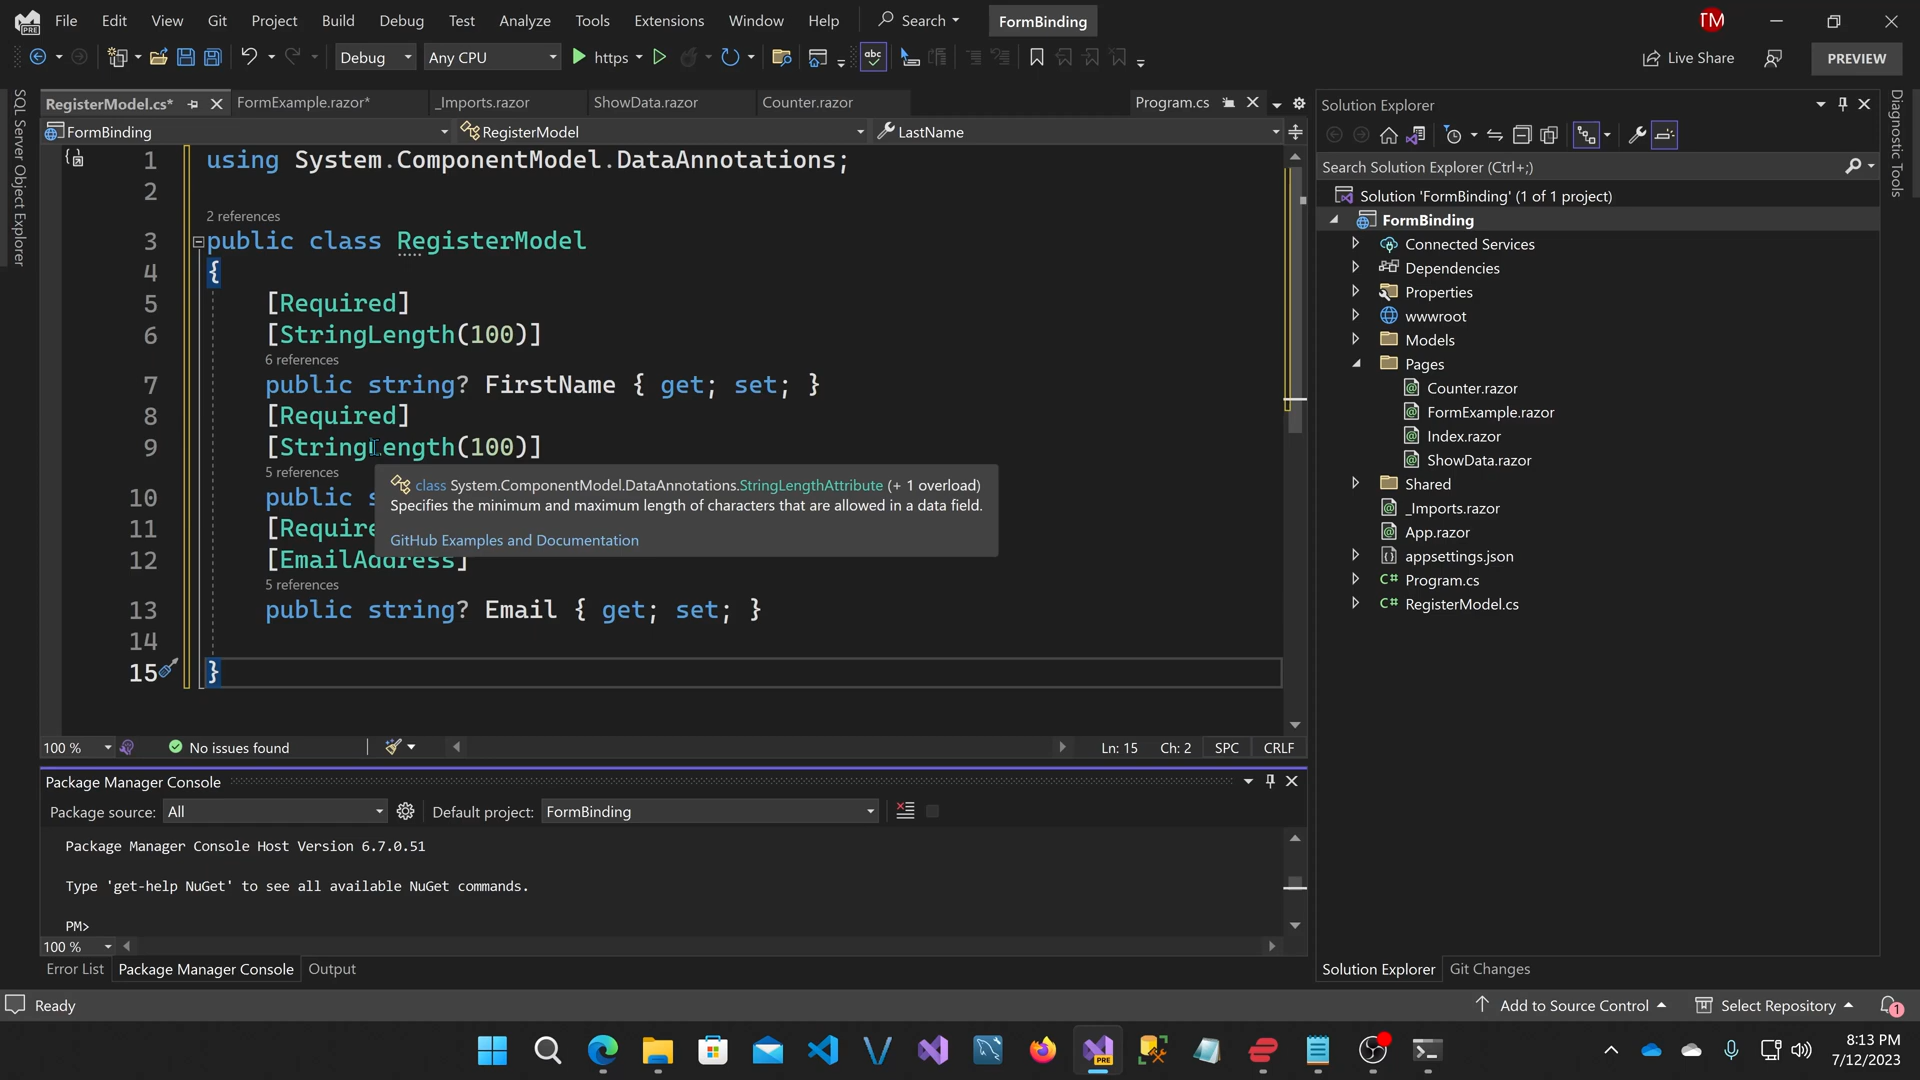 File Edit View Git Project Build Debug Test Analyze Tools Extensions Window Help Search FormBinding TM
PRE
Debug Any CPU https abc Live Share PREVIEW
SQL Server Object Explorer
RegisterModel.cs* FormExample.razor* _Imports.razor ShowData.razor Counter.razor Program.cs
FormBinding RegisterModel LastName
1 using System.ComponentModel.DataAnnotations;
2
2 references
3 public class RegisterModel
4 {
5 [Required]
6 [StringLength(100)]
6 references
7 public string? FirstName { get; set; }
8 [Required]
9 [StringLength(100)]
5 references
class System.ComponentModel.DataAnnotations.StringLengthAttribute (+ 1 overload)
Specifies the minimum and maximum length of characters that are allowed in a data field.
GitHub Examples and Documentation
10 public s
11 [Require
12 [EmailAddress]
5 references
13 public string? Email { get; set; }
14
15 }
100 % No issues found Ln: 15 Ch: 2 SPC CRLF
Package Manager Console
Package source: All Default project: FormBinding
Package Manager Console Host Version 6.7.0.51
Type 'get-help NuGet' to see all available NuGet commands.
PM>
100 %
Error List Package Manager Console Output
Solution Explorer
Search Solution Explorer (Ctrl+;)
Solution 'FormBinding' (1 of 1 project)
FormBinding
Connected Services
Dependencies
Properties
wwwroot
Models
Pages
Counter.razor
FormExample.razor
Index.razor
ShowData.razor
Shared
_Imports.razor
App.razor
appsettings.json
C# Program.cs
C# RegisterModel.cs
Solution Explorer Git Changes
Diagnostic Tools
Ready Add to Source Control Select Repository 1
PRE
8:13 PM
7/12/2023